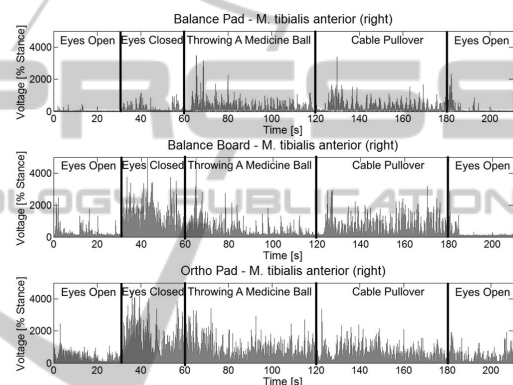 Balance Pad - M. tibialis anterior (right)
Voltage [% Stance]
4000
2000
0
Eyes Open Eyes Closed Throwing A Medicine Ball Cable Pullover Eyes Open
0 20 40 60 80 100 120 140 160 180 200
Time [s]
Balance Board - M. tibialis anterior (right)
Voltage [% Stance]
4000
2000
0
Eyes Open Eyes Closed Throwing A Medicine Ball Cable Pullover Eyes Open
0 20 40 60 80 100 120 140 160 180 200
Time [s]
Ortho Pad - M. tibialis anterior (right)
Voltage [% Stance]
4000
2000
0
Eyes Open Eyes Closed Throwing A Medicine Ball Cable Pullover Eyes Open
0 20 40 60 80 100 120 140 160 180 200
Time [s]
PRESS
OLOGY PUBLICATION